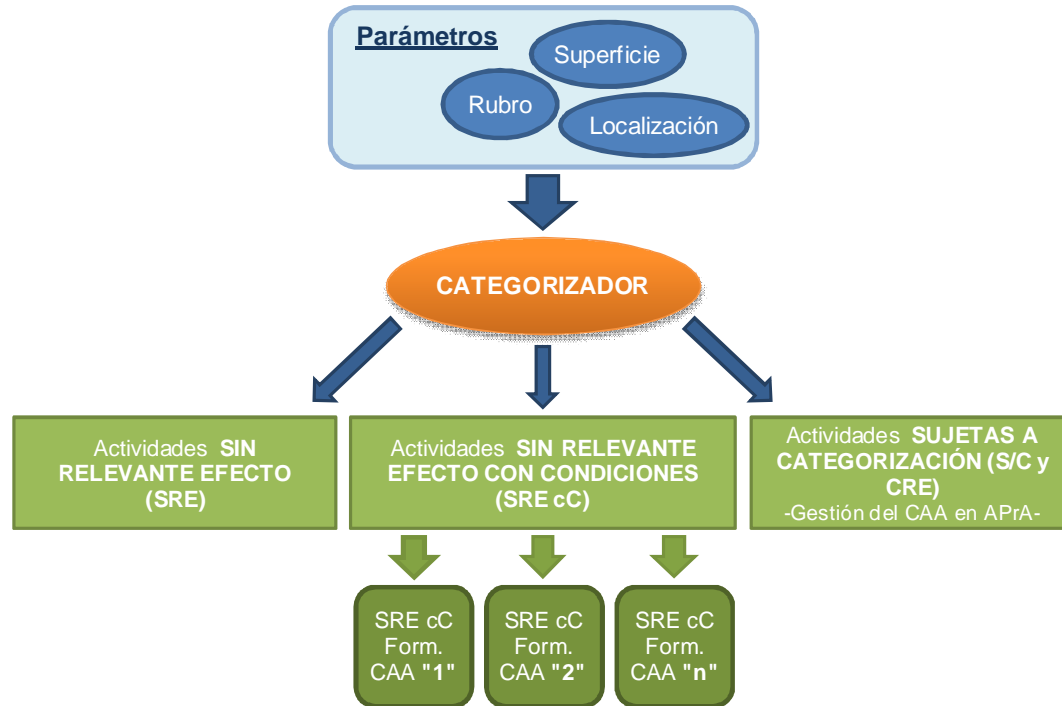 Parámetros
Superficie
Rubro
Localización
CATEGORIZADOR
Actividades SIN
RELEVANTE EFECTO
(SRE)
Actividades SIN RELEVANTE
EFECTO CON CONDICIONES
(SRE cC)
Actividades SUJETAS A
CATEGORIZACIÓN (S/C y
CRE)
-Gestión del CAA en APrA-
SRE cC
Form.
CAA "1"
SRE cC
Form.
CAA "2"
SRE cC
Form.
CAA "n"